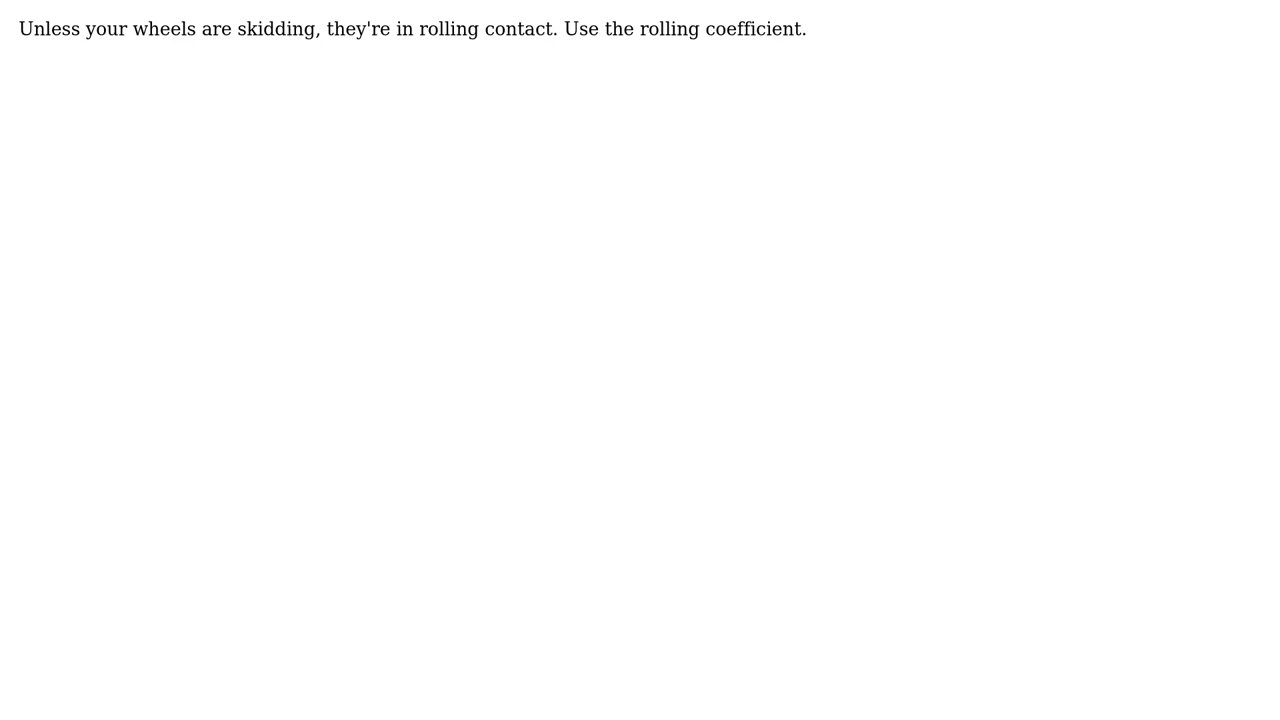 Unless your wheels are skidding, they're in rolling contact. Use the rolling coefficient.